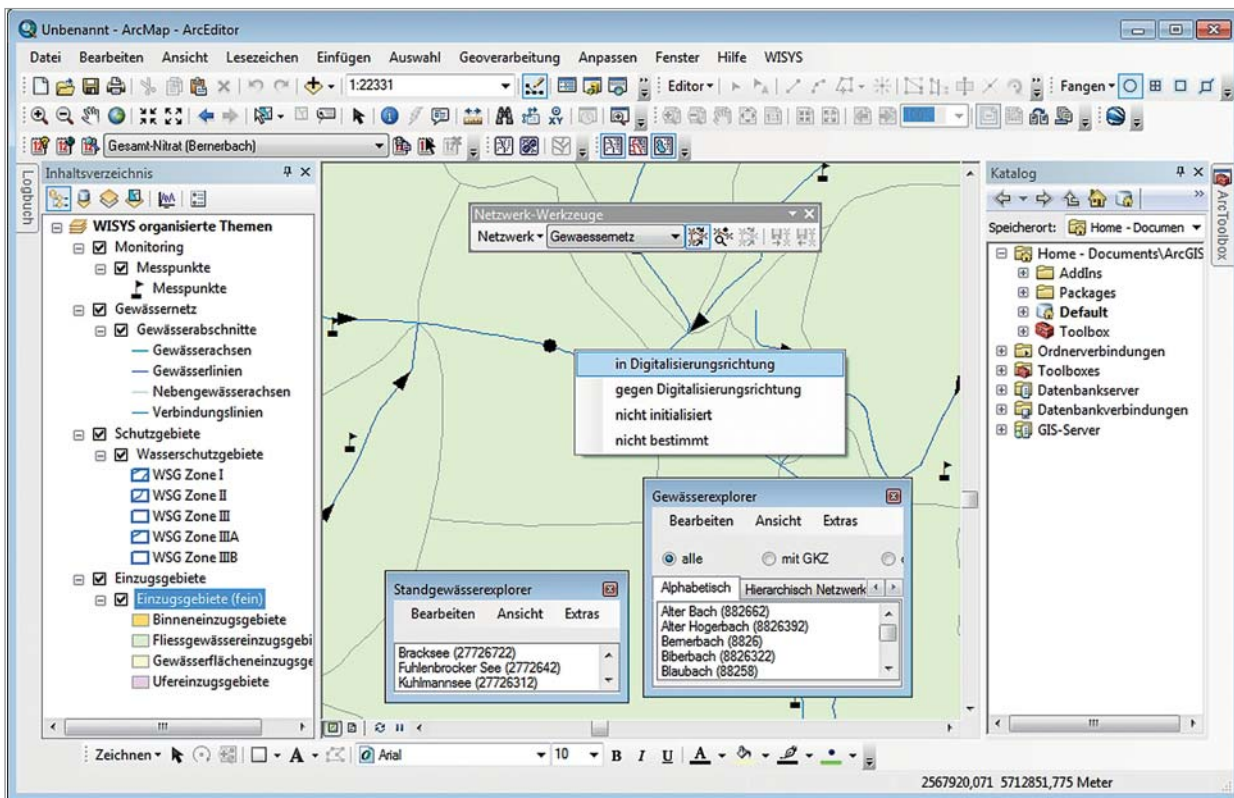 Unbenannt - ArcMap - ArcEditor
Datei Bearbeiten Ansicht Lesezeichen Einfügen Auswahl Geoverarbeitung Anpassen Fenster Hilfe WISYS
1:22331 Editor Fangen
100%
Gesamt-Nitrat (Bernerbach)
Logbuch
Inhaltsverzeichnis
WISYS organisierte Themen
Monitoring
Messpunkte
Messpunkte
Gewässernetz
Gewässerabschnitte
Gewässerachsen
Gewässerlinien
Nebengewässerachsen
Verbindungslinien
Schutzgebiete
Wasserschutzgebiete
WSG Zone I
WSG Zone II
WSG Zone III
WSG Zone IIIA
WSG Zone IIIB
Einzugsgebiete
Einzugsgebiete (fein)
Binneneinzugsgebiete
Fliessgewässereinzugsgebi
Gewässerflächeneinzugsge
Ufereinzugsgebiete
Netzwerk-Werkzeuge
Netzwerk Gewaessernetz
in Digitalisierungsrichtung
gegen Digitalisierungsrichtung
nicht initialisiert
nicht bestimmt
Standgewässerexplorer
Bearbeiten Ansicht Extras
Bracksee (27726722)
Fuhlenbrocker See (2772642)
Kuhlmannsee (27726312)
Gewässerexplorer
Bearbeiten Ansicht Extras
alle mit GKZ
Alphabetisch Hierarchisch Netzwerk
Alter Bach (882662)
Alter Hogerbach (8826392)
Bernerbach (8826)
Biberbach (8826322)
Blaubach (88258)
Katalog
Speicherort: Home - Documen
Home - Documents\ArcGIS
AddIns
Packages
Default
Toolbox
Ordnerverbindungen
Toolboxes
Datenbankserver
Datenbankverbindungen
GIS-Server
ArcToolbox
Zeichnen A Arial 10 B I U A
2567920,071 5712851,775 Meter